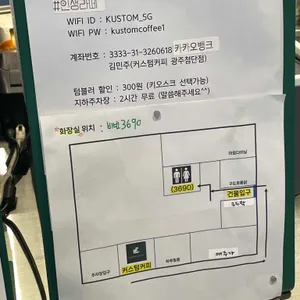 #인생라떼
WIFI ID : KUSTOM_5G
WIFI PW : kustomcoffee1
계좌번호 : 3333-31-3260618 카카오뱅크
김민주(커스텀커피 광주첨단점)
텀블러 할인 : 300원 (키오스크 선택가능)
지하주차장 : 2시간 무료 (말씀해주세요^^)
*화장실 위치 : 비번3690
(3690)
건물입구
커스텀커피